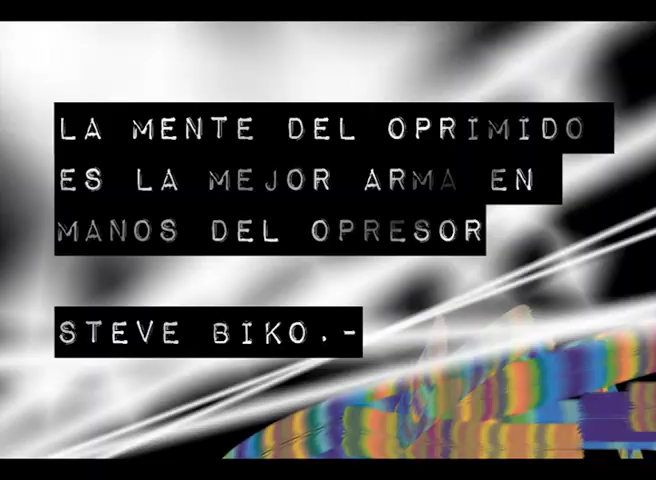 LA MENTE DEL OPRIMIDO
ES LA MEJOR ARMA EN
MANOS DEL OPRESOR
STEVE BIKO.-